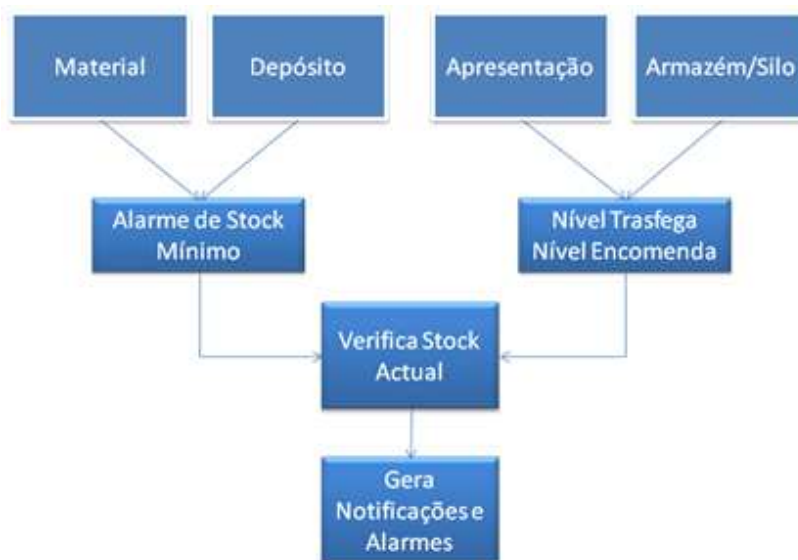 Material
Depósito
Apresentação
Armazém/Silo
Alarme de Stock
Mínimo
Nível Trasfega
Nível Encomenda
Verifica Stock
Actual
Gera
Notificações e
Alarmes